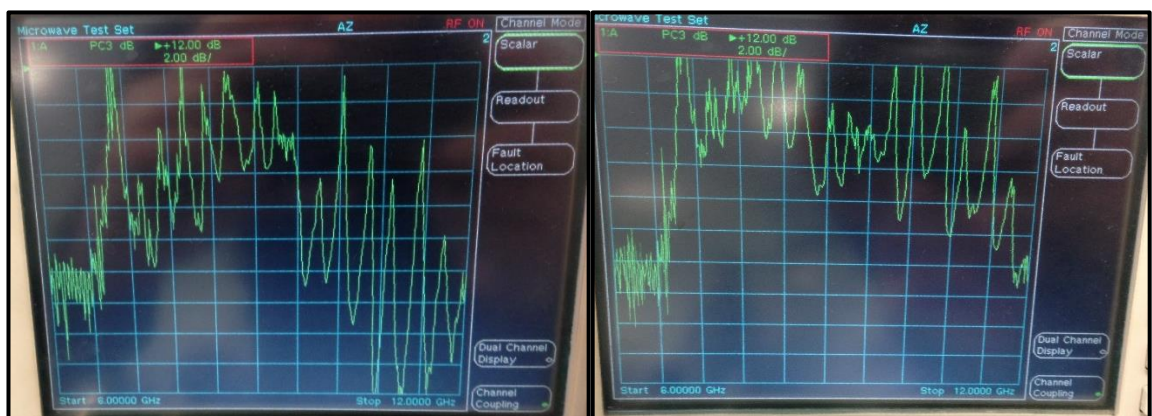 Microwave Test Set
AZ
RF ON
Channel Mode
2
1:A PC3 dB ►+12.00 dB
2.00 dB/
Scalar
Readout
Fault
Location
Dual Channel
Display
Channel
Coupling
Start 6.00000 GHz
Stop 12.0000 GHz
crowave Test Set
AZ
RF ON
Channel Mode
2
1:A PC3 dB ►+12.00 dB
2.00 dB/
Scalar
Readout
Fault
Location
Dual Channel
Display
Channel
Coupling
Start 6.00000 GHz
Stop 12.0000 GHz